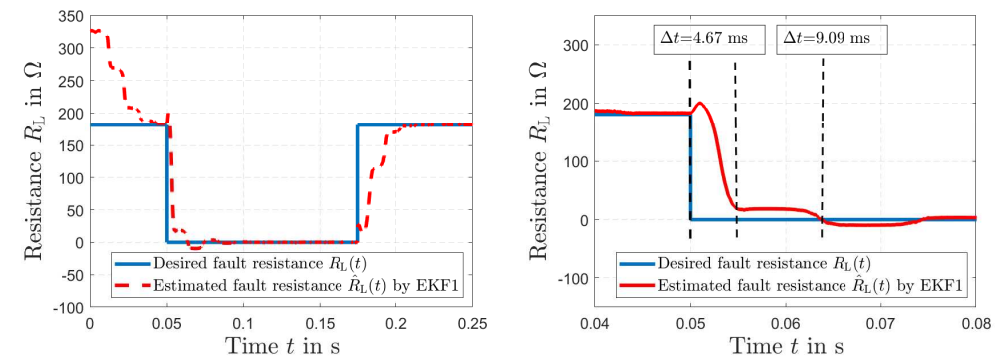 Resistance R_L in Ω
350
300
250
200
150
100
50
0
-50
-100
0
0.05
0.1
0.15
0.2
0.25
Time t in s
Desired fault resistance R_L(t)
Estimated fault resistance R̂_L(t) by EKF1
Resistance R_L in Ω
300
200
100
0
-100
0.04
0.05
0.06
0.07
0.08
Time t in s
Δt=4.67 ms
Δt=9.09 ms
Desired fault resistance R_L(t)
Estimated fault resistance R̂_L(t) by EKF1